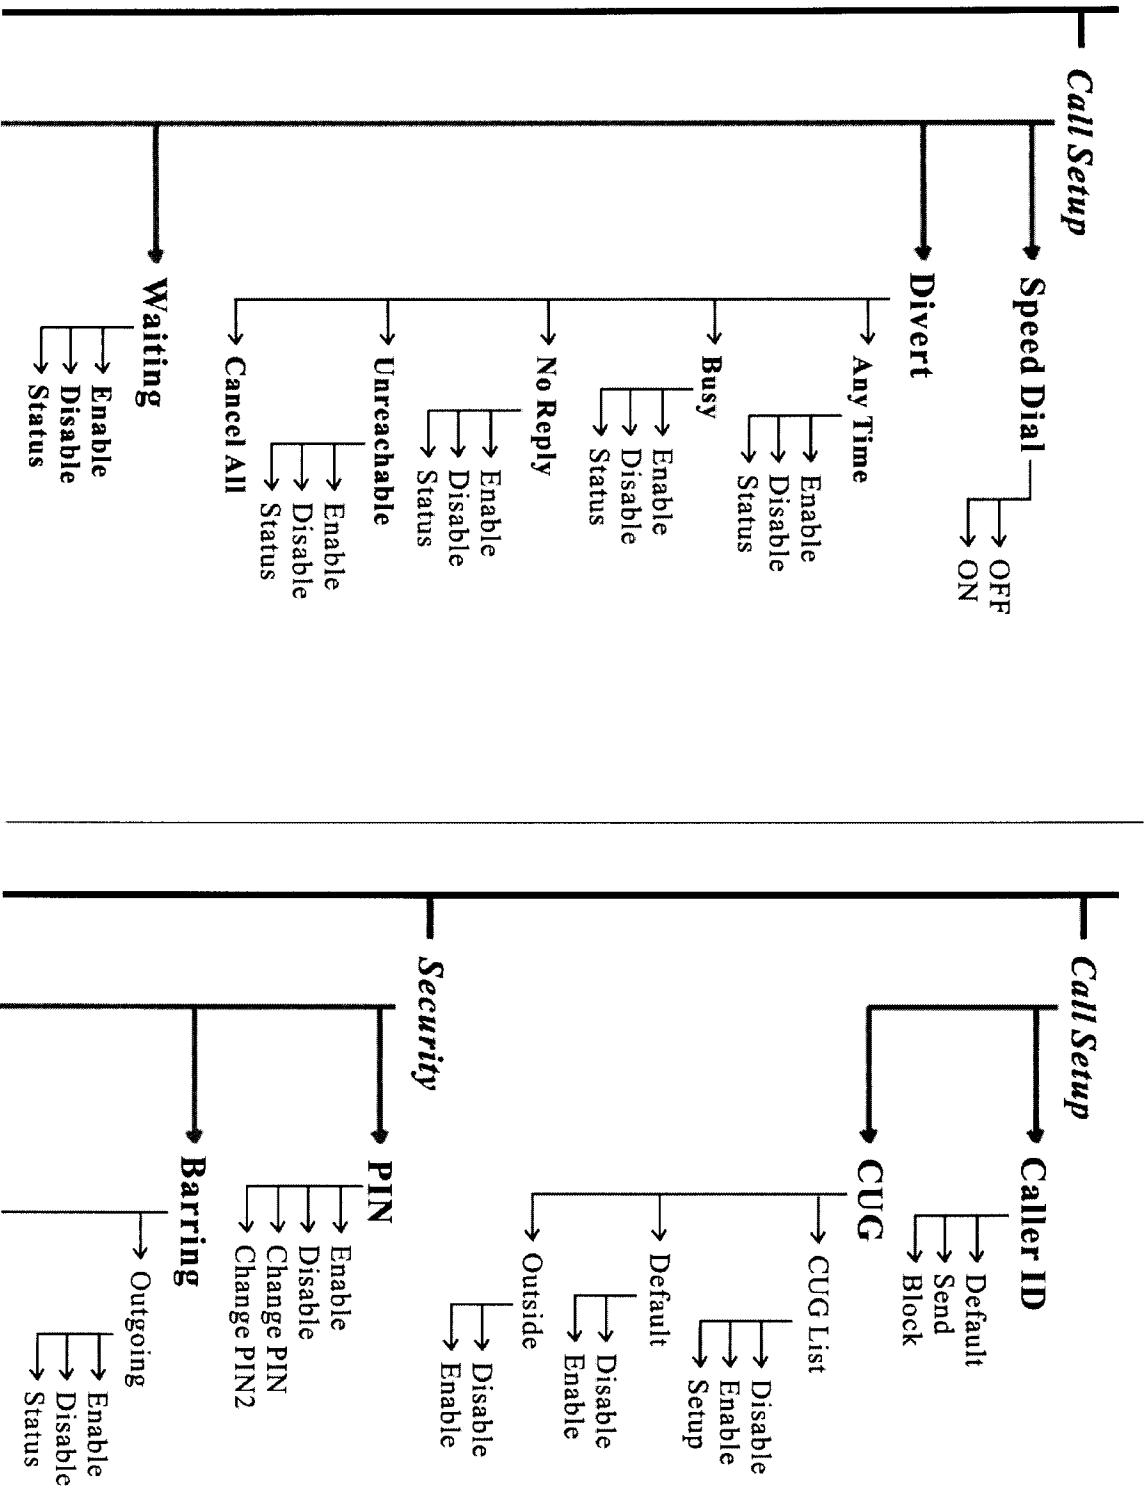 Call Setup
Speed Dial
OFF
ON
Divert
Any Time
Enable
Disable
Status
Busy
Enable
Disable
Status
No Reply
Enable
Disable
Status
Unreachable
Enable
Disable
Status
Cancel All
Waiting
Enable
Disable
Status
Call Setup
Caller ID
Default
Send
Block
CUG
CUG List
Disable
Enable
Setup
Default
Disable
Enable
Outside
Disable
Enable
Security
PIN
Enable
Disable
Change PIN
Change PIN2
Barring
Outgoing
Enable
Disable
Status